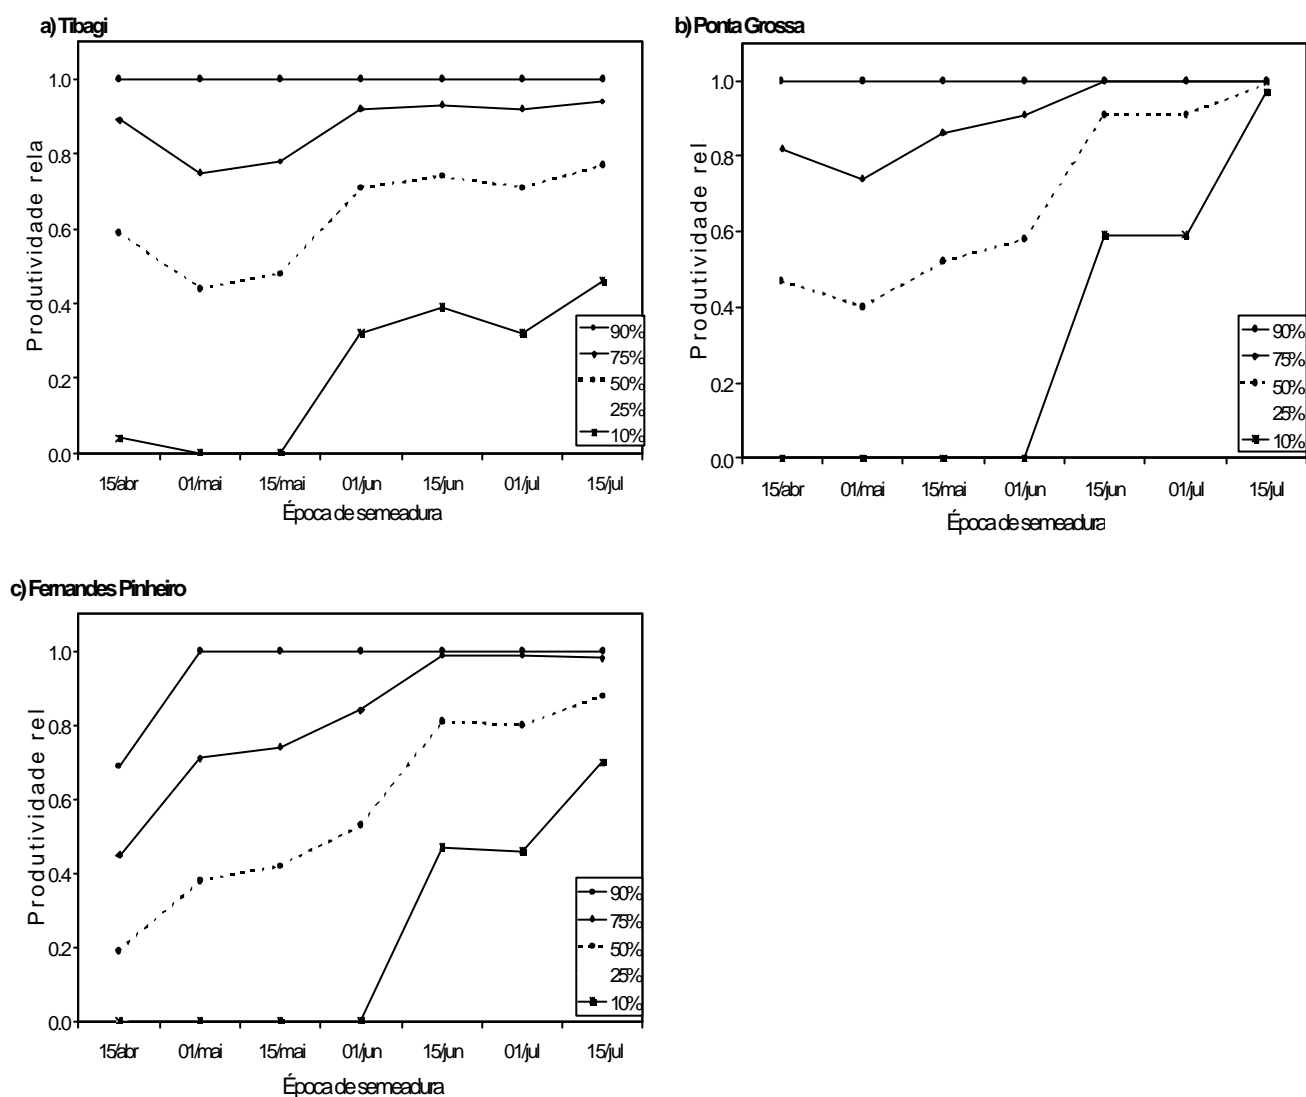 a) Tibagi
Produtividade rela
1.0
0.8
0.6
0.4
0.2
0.0
15/abr 01/mai 15/mai 01/jun 15/jun 01/jul 15/jul
Época de semeadura
90%
75%
50%
25%
10%
b) Ponta Grossa
Produtividade rel
1.0
0.8
0.6
0.4
0.2
0.0
15/abr 01/mai 15/mai 01/jun 15/jun 01/jul 15/jul
Época de semeadura
90%
75%
50%
25%
10%
c) Fernandes Pinheiro
Produtividade rel
1.0
0.8
0.6
0.4
0.2
0.0
15/abr 01/mai 15/mai 01/jun 15/jun 01/jul 15/jul
Época de semeadura
90%
75%
50%
25%
10%